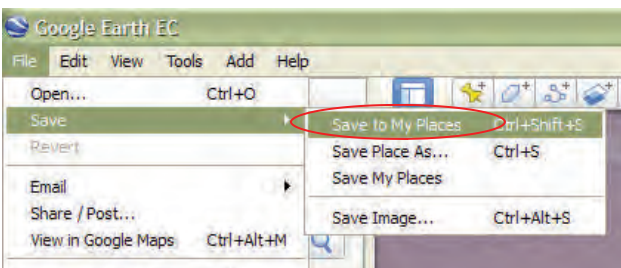 Google Earth EC
File Edit View Tools Add Help
Open... Ctrl+O
Save
Revert
Email
Share / Post...
View in Google Maps Ctrl+Alt+M
Save to My Places Ctrl+Shift+S
Save Place As... Ctrl+S
Save My Places
Save Image... Ctrl+Alt+S